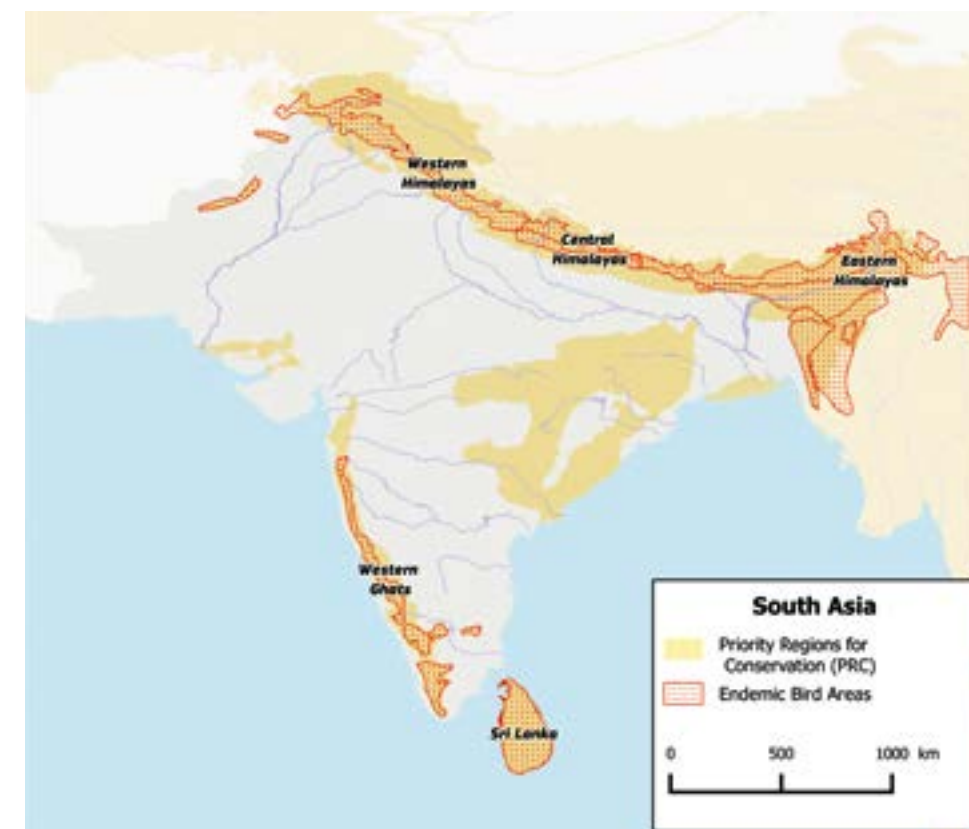 Western
Himalayas
Central
Himalayas
Eastern
Himalayas
Western
Ghats
Sri Lanka
South Asia
Priority Regions for
Conservation (PRC)
Endemic Bird Areas
0 500 1000 km